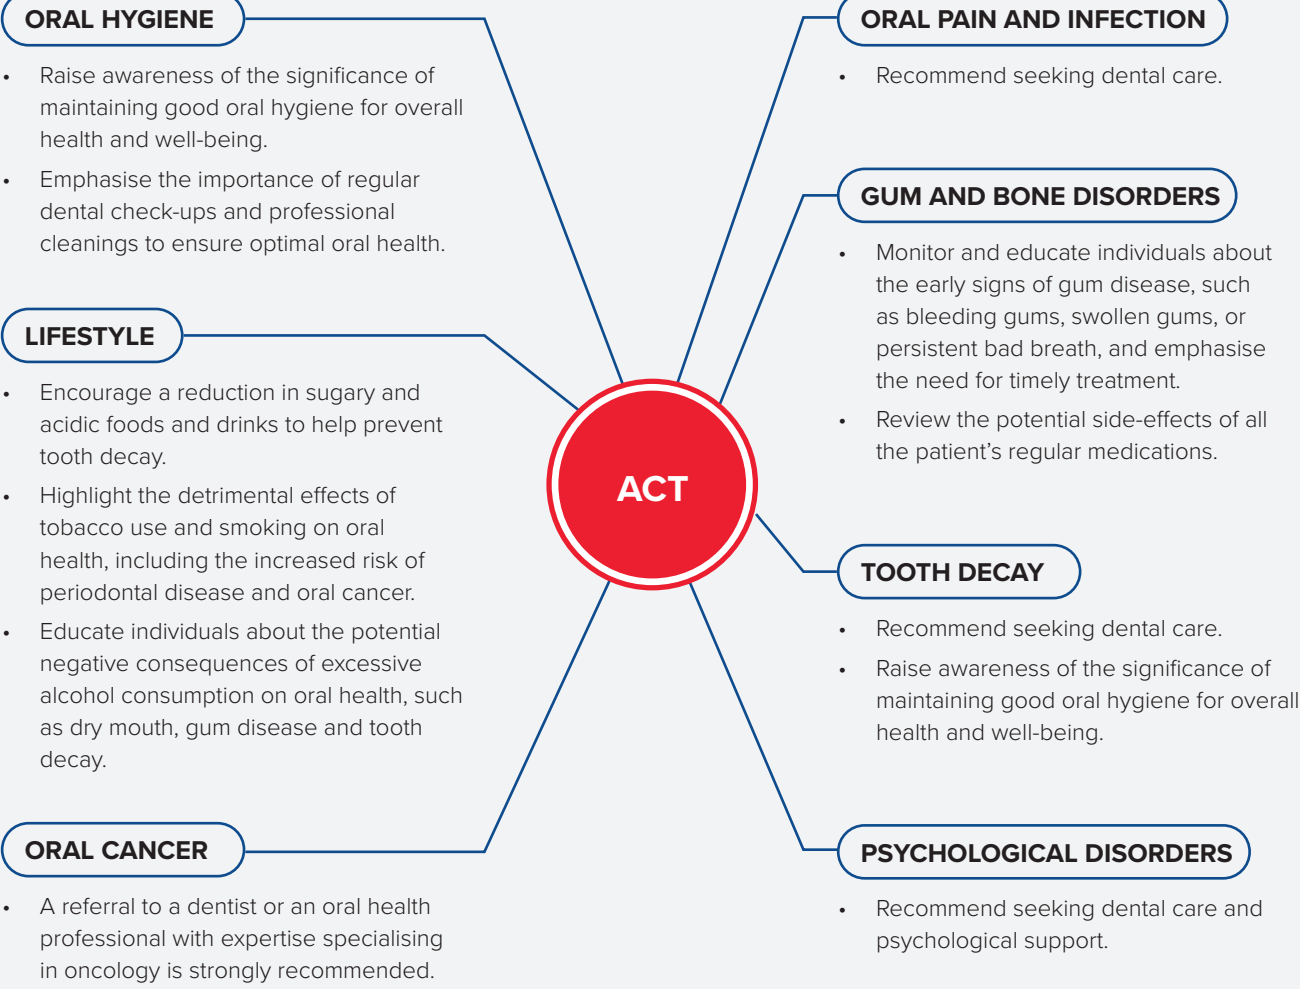 ORAL HYGIENE
• Raise awareness of the significance of
maintaining good oral hygiene for overall
health and well-being.
• Emphasise the importance of regular
dental check-ups and professional
cleanings to ensure optimal oral health.
LIFESTYLE
• Encourage a reduction in sugary and
acidic foods and drinks to help prevent
tooth decay.
• Highlight the detrimental effects of
tobacco use and smoking on oral
health, including the increased risk of
periodontal disease and oral cancer.
• Educate individuals about the potential
negative consequences of excessive
alcohol consumption on oral health, such
as dry mouth, gum disease and tooth
decay.
ORAL CANCER
• A referral to a dentist or an oral health
professional with expertise specialising
in oncology is strongly recommended.
ACT
ORAL PAIN AND INFECTION
• Recommend seeking dental care.
GUM AND BONE DISORDERS
• Monitor and educate individuals about
the early signs of gum disease, such
as bleeding gums, swollen gums, or
persistent bad breath, and emphasise
the need for timely treatment.
• Review the potential side-effects of all
the patient’s regular medications.
TOOTH DECAY
• Recommend seeking dental care.
• Raise awareness of the significance of
maintaining good oral hygiene for overall
health and well-being.
PSYCHOLOGICAL DISORDERS
• Recommend seeking dental care and
psychological support.